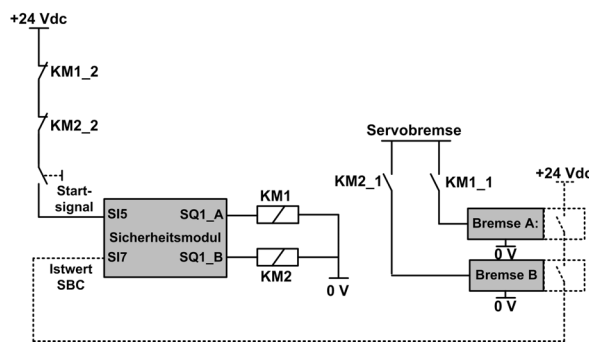 +24 Vdc
KM1_2
KM2_2
Start-
signal
SI5
SQ1_A
Sicherheitsmodul
SI7
SQ1_B
Istwert
SBC
KM1
KM2
0 V
Servobremse
KM2_1
KM1_1
+24 Vdc
Bremse A:
0 V
Bremse B
0 V